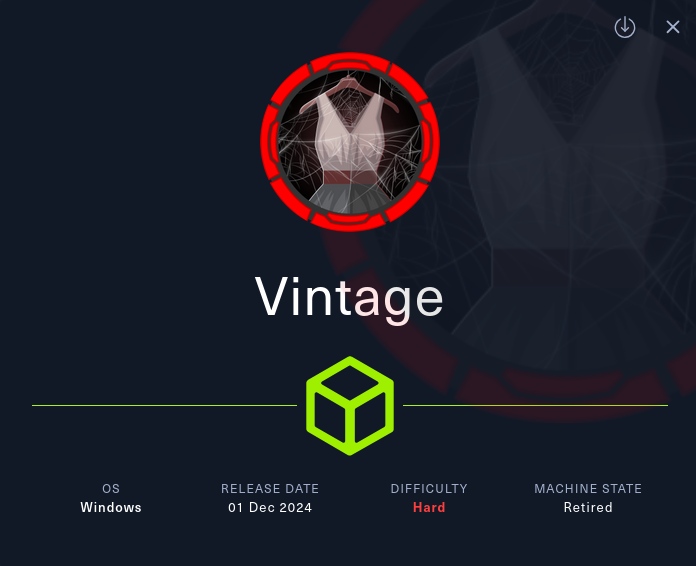 Vintage
OS RELEASE DATE DIFFICULTY MACHINE STATE
Windows 01 Dec 2024 Hard Retired